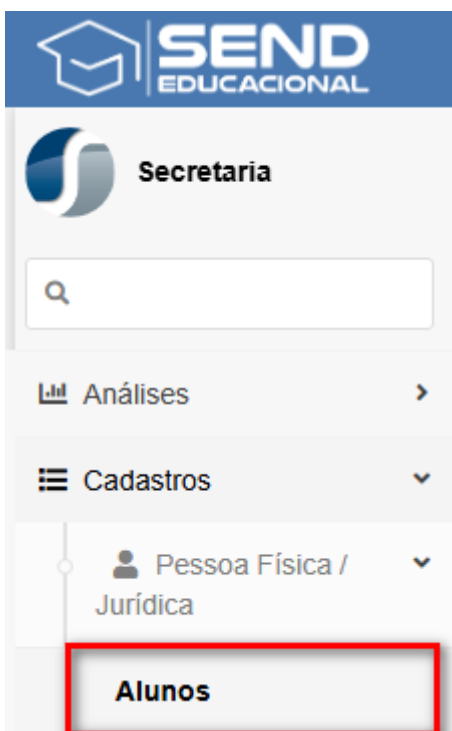 SEND
EDUCACIONAL
Secretaria
Análises
Cadastros
Pessoa Física /
Jurídica
Alunos